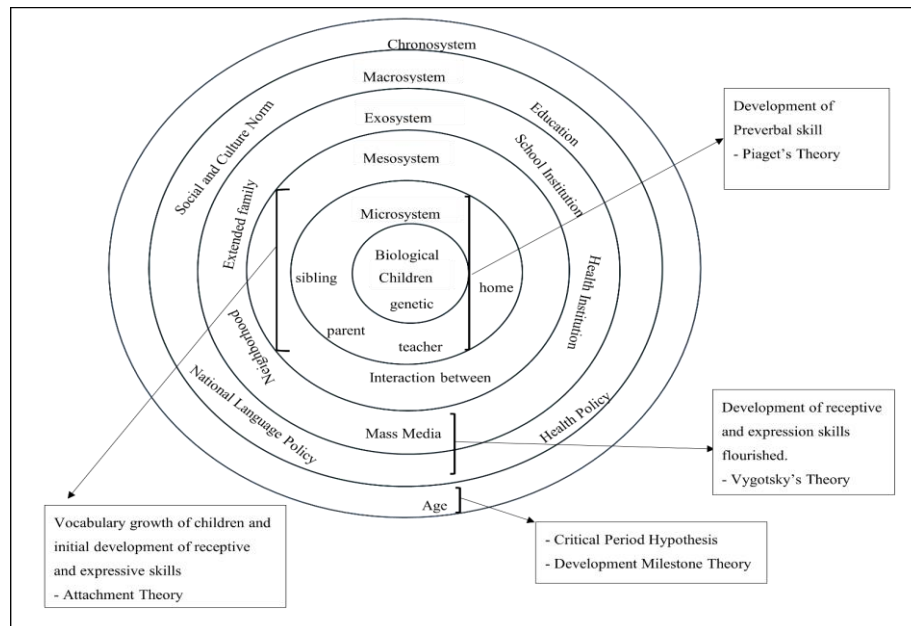 Chronosystem
Macrosystem
Exosystem
Mesosystem
Microsystem
Biological
Children
genetic
sibling
home
parent
teacher
Interaction between
Mass Media
Age
Social and Culture Norm
Education
School Institution
Extended family
Health Institution
Neighborhood
National Language Policy
Health Policy
Development of
Preverbal skill
- Piaget's Theory
Development of receptive
and expression skills
flourished.
- Vygotsky's Theory
Vocabulary growth of children and
initial development of receptive
and expressive skills
- Attachment Theory
- Critical Period Hypothesis
- Development Milestone Theory